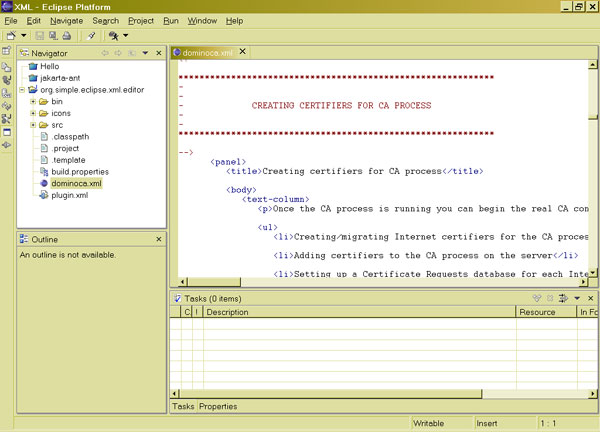 XML - Eclipse Platform
File Edit Navigate Search Project Run Window Help
Navigator
Hello
jakarta-ant
org.simple.eclipse.xml.editor
bin
icons
src
.classpath
.project
.template
build.properties
dominoca.xml
plugin.xml
Outline
An outline is not available.
dominoca.xml
****************************************************************
-
-
- CREATING CERTIFIERS FOR CA PROCESS
-
-
****************************************************************
-->
<panel>
<title>Creating certifiers for CA process</title>
<body>
<text-column>
<p>Once the CA process is running you can begin the real CA con
<ul>
<li>Creating/migrating Internet certifiers for the CA proces
<li>Adding certifiers to the CA process on the server</li>
<li>Setting up a Certificate Requests database for each Inte
Tasks (0 items)
C ! Description Resource In Fo
Tasks Properties
Writable Insert 1 : 1